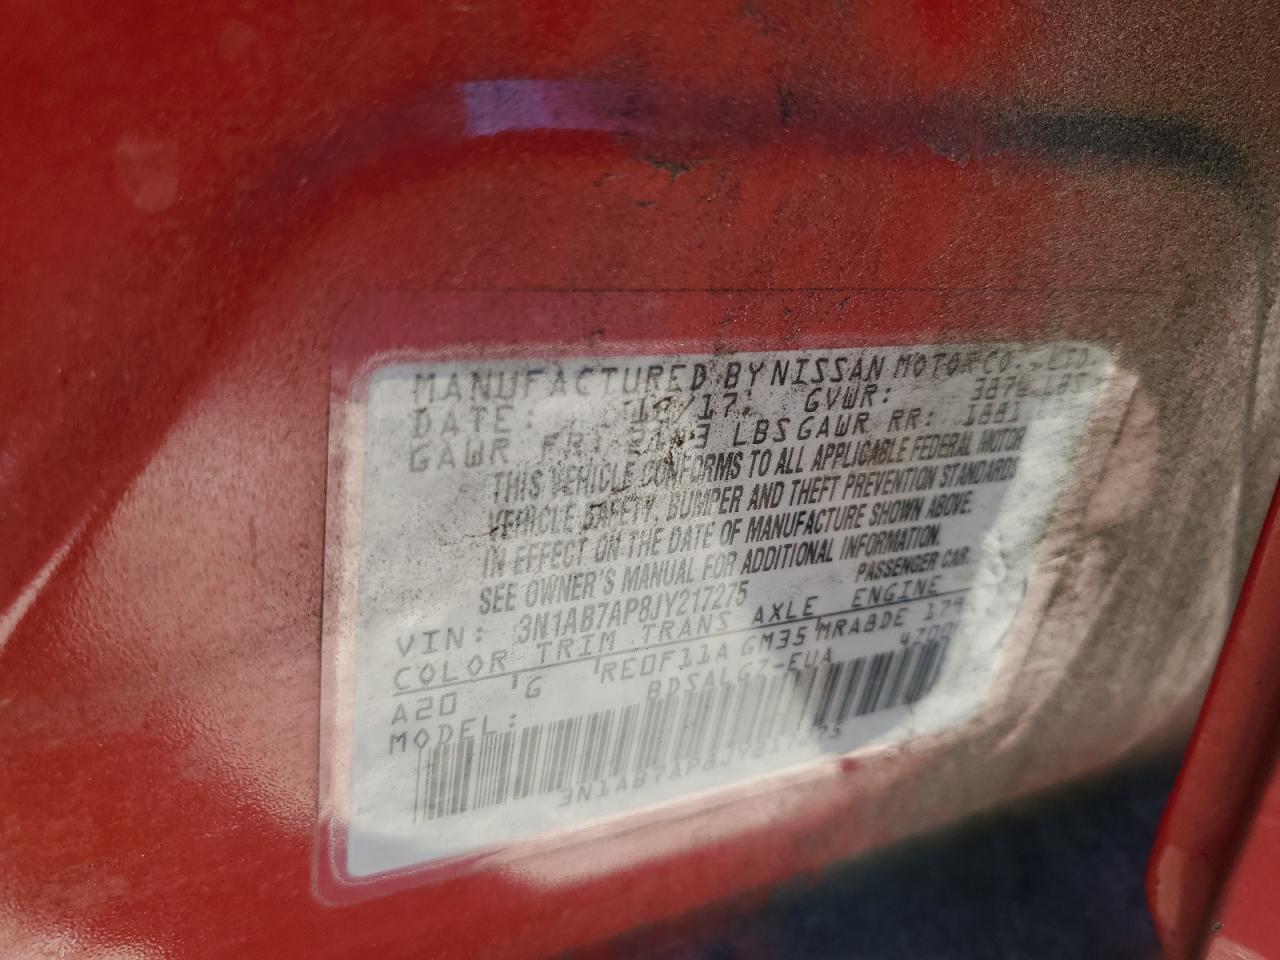 MANUFACTURED BY NISSAN MOTOR CO., LTD.
DATE: /17 GVWR:
GAWR FR: LBS GAWR RR: 1881
THIS VEHICLE CONFORMS TO ALL APPLICABLE FEDERAL MOTOR
VEHICLE SAFETY, BUMPER AND THEFT PREVENTION STANDARDS
IN EFFECT ON THE DATE OF MANUFACTURE SHOWN ABOVE.
SEE OWNER'S MANUAL FOR ADDITIONAL INFORMATION.
VIN: 3N1AB7AP8JY217275 PASSENGER CAR
COLOR TRIM TRANS AXLE ENGINE
A20 G RE0F11A GM35 MRA8DE
MODEL: BDSALGZ-EUA
3N1AB7AP8JY217275